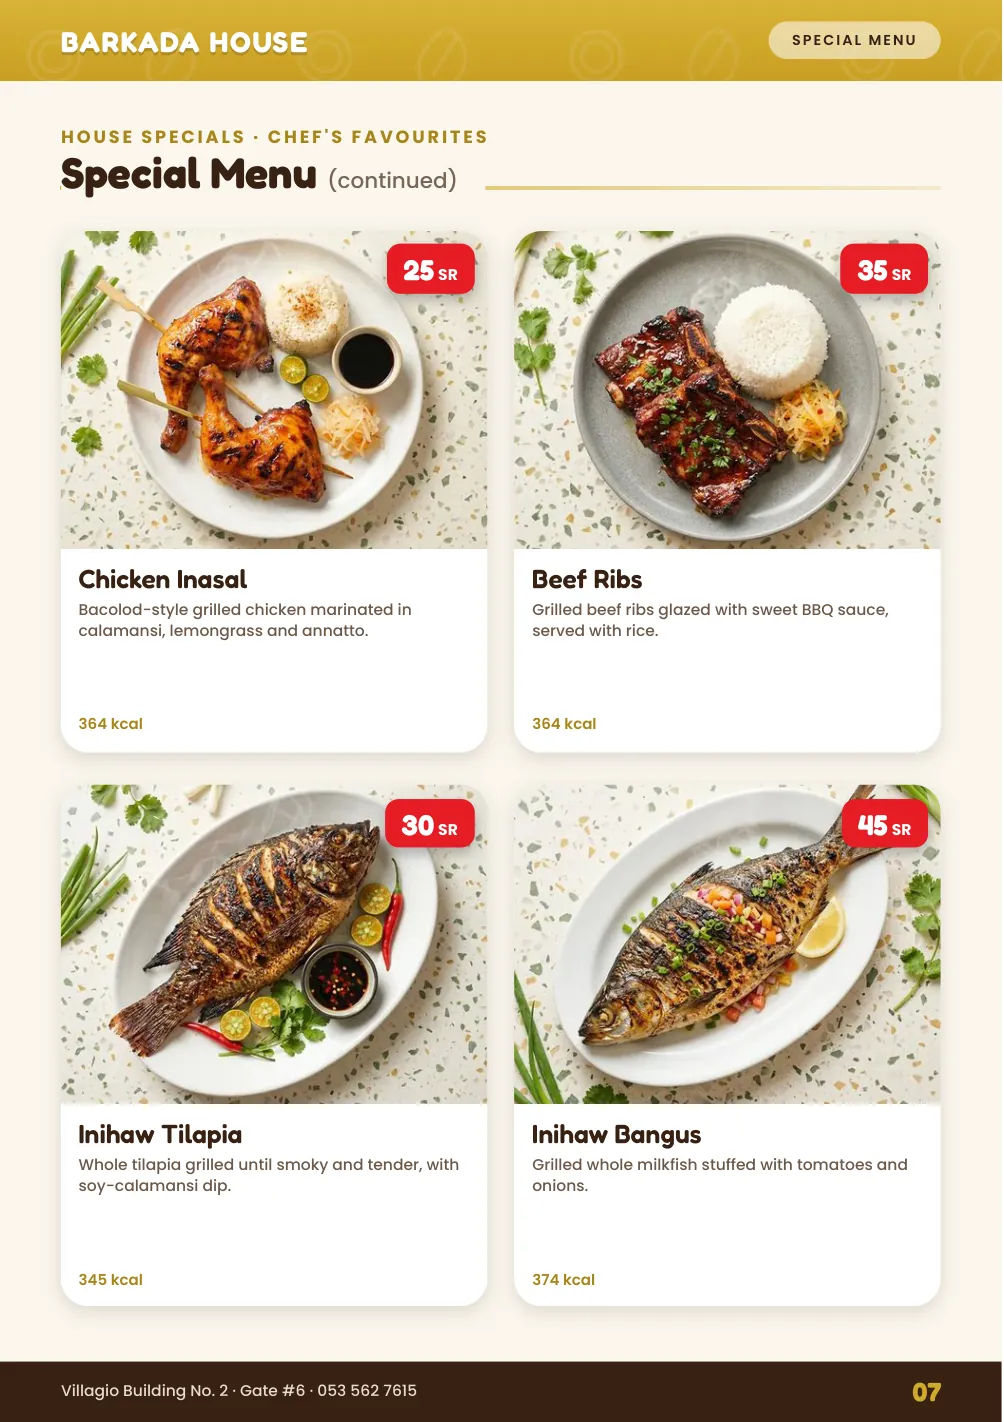 BARKADA HOUSE
SPECIAL MENU
HOUSE SPECIALS · CHEF'S FAVOURITES
Special Menu (continued)
25 SR
Chicken Inasal
Bacolod-style grilled chicken marinated in
calamansi, lemongrass and annatto.
364 kcal
35 SR
Beef Ribs
Grilled beef ribs glazed with sweet BBQ sauce,
served with rice.
364 kcal
30 SR
Inihaw Tilapia
Whole tilapia grilled until smoky and tender, with
soy-calamansi dip.
345 kcal
45 SR
Inihaw Bangus
Grilled whole milkfish stuffed with tomatoes and
onions.
374 kcal
Villagio Building No. 2 · Gate #6 · 053 562 7615
07